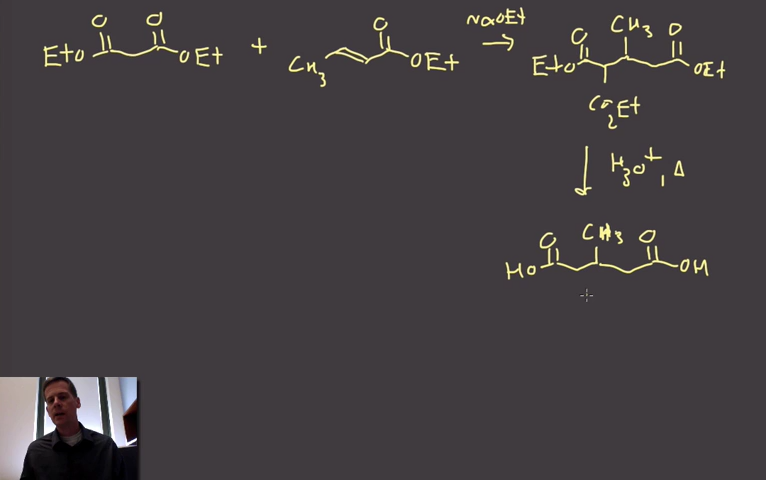 O O
EtO OEt + CH3 O OEt NaOEt → EtO O CH3 O OEt
CO2Et
↓ H3O+, Δ
HO O CH3 O OH